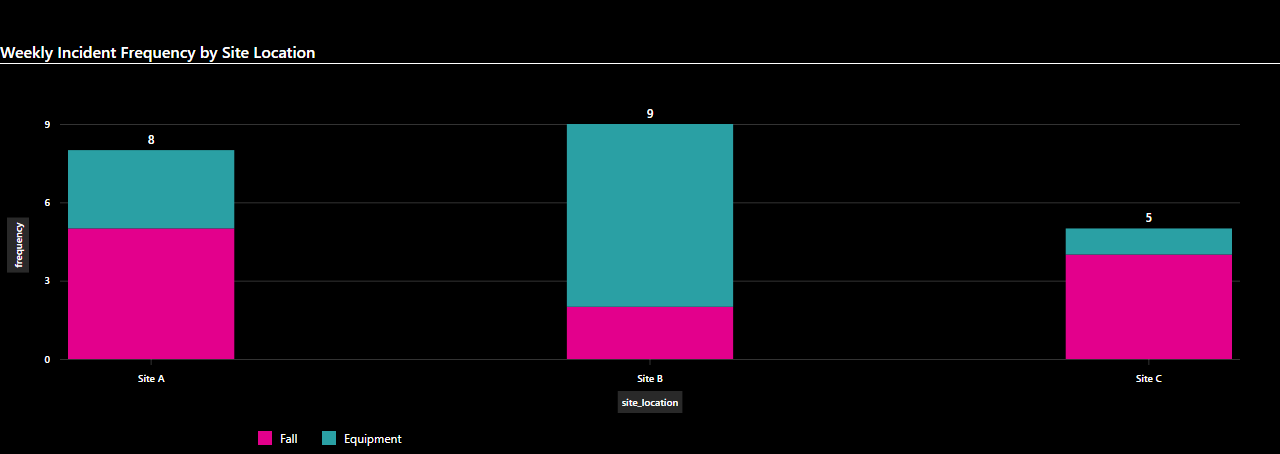 Weekly Incident Frequency by Site Location
9
8
9
6
frequency
5
3
0
Site A
Site B
Site C
site_location
Fall
Equipment